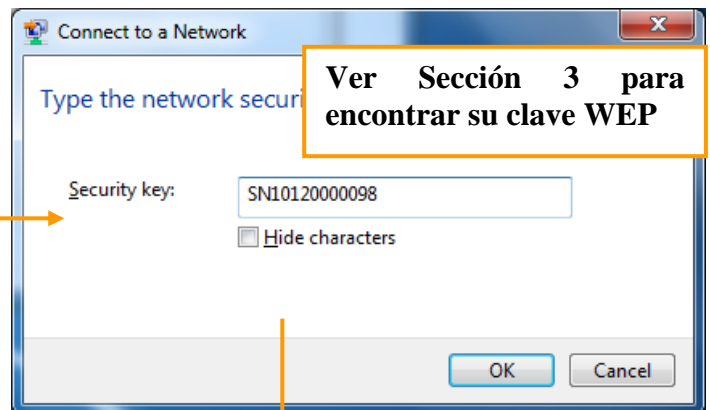 Connect to a Network
Ver Sección 3 para
encontrar su clave WEP
Type the network securi
Security key:
SN10120000098
Hide characters
OK
Cancel